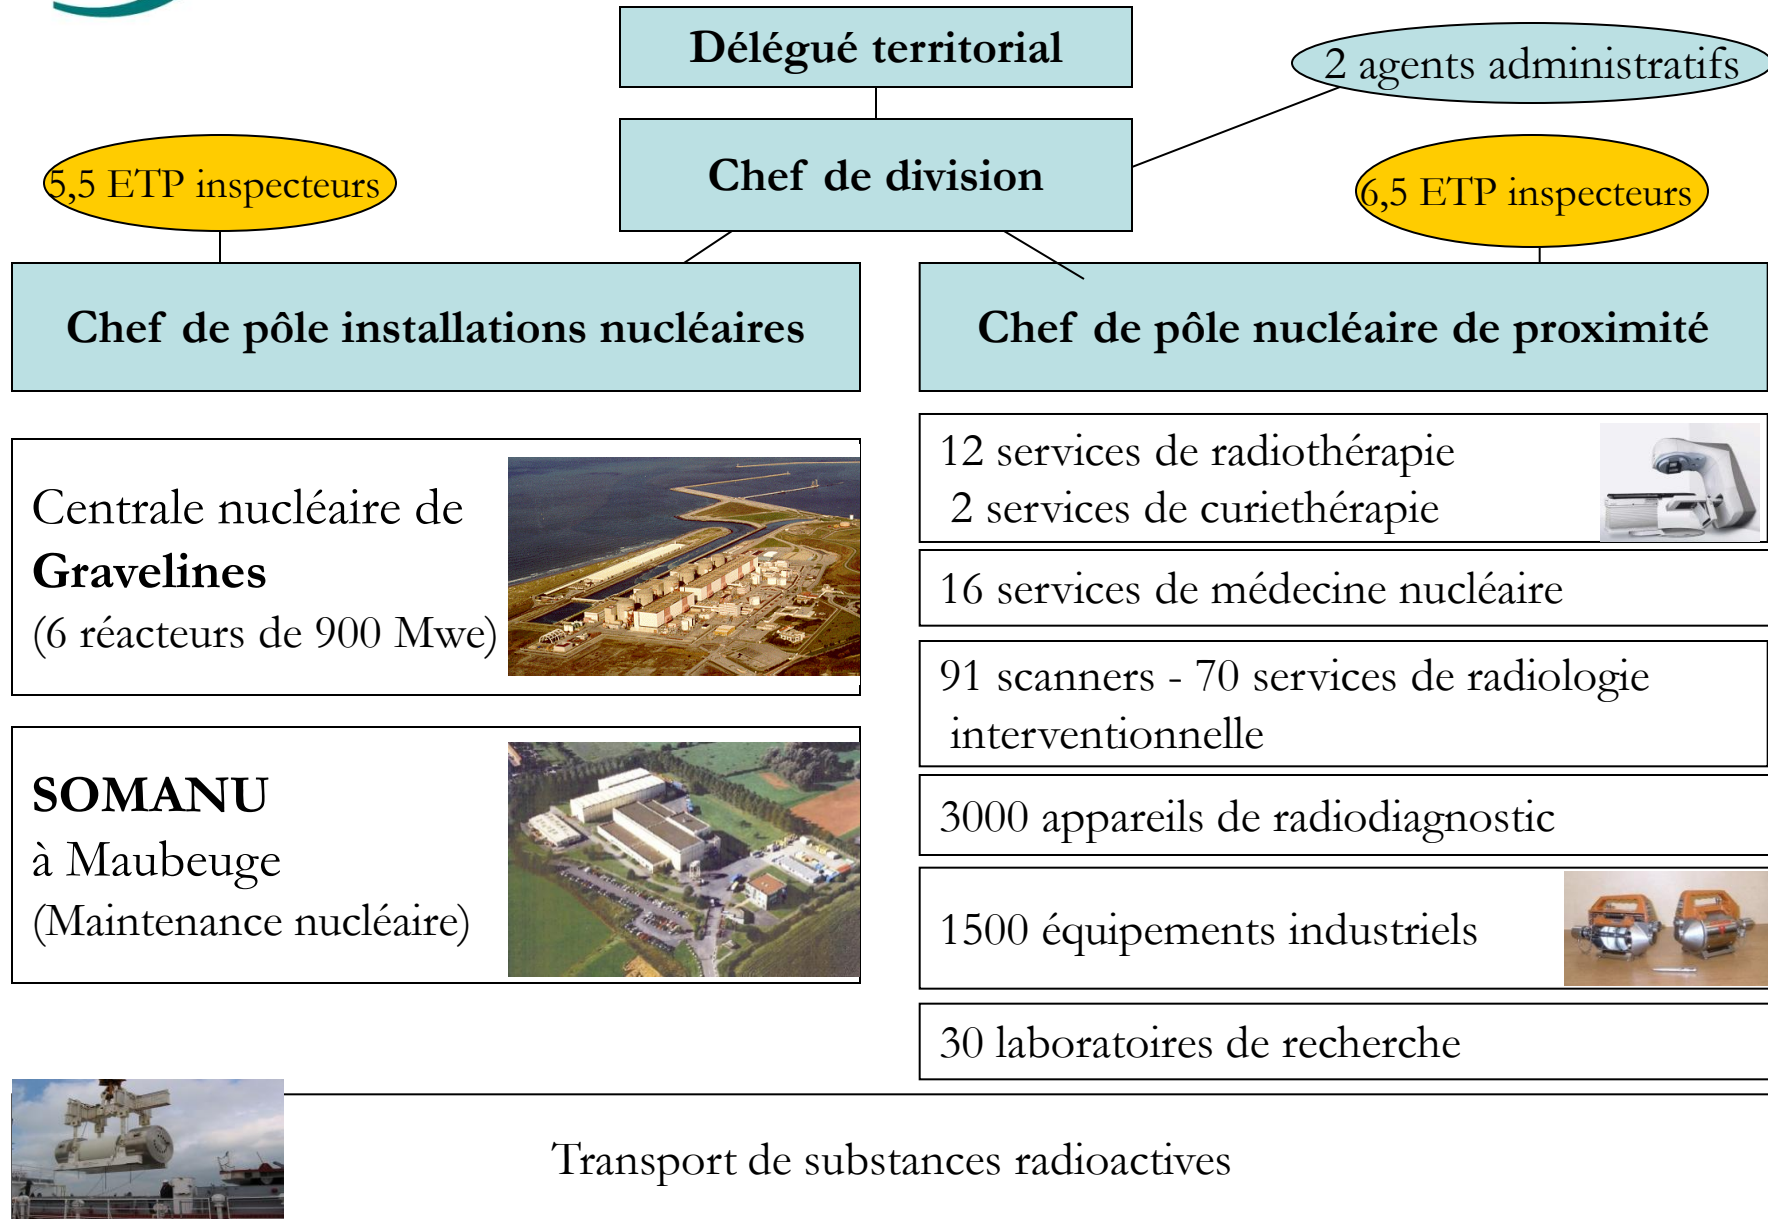 Délégué territorial
2 agents administratifs
Chef de division
5,5 ETP inspecteurs
6,5 ETP inspecteurs
Chef de pôle installations nucléaires
Chef de pôle nucléaire de proximité
Centrale nucléaire de
Gravelines
(6 réacteurs de 900 Mwe)
SOMANU
à Maubeuge
(Maintenance nucléaire)
12 services de radiothérapie
2 services de curiethérapie
16 services de médecine nucléaire
91 scanners - 70 services de radiologie
interventionnelle
3000 appareils de radiodiagnostic
1500 équipements industriels
30 laboratoires de recherche
Transport de substances radioactives